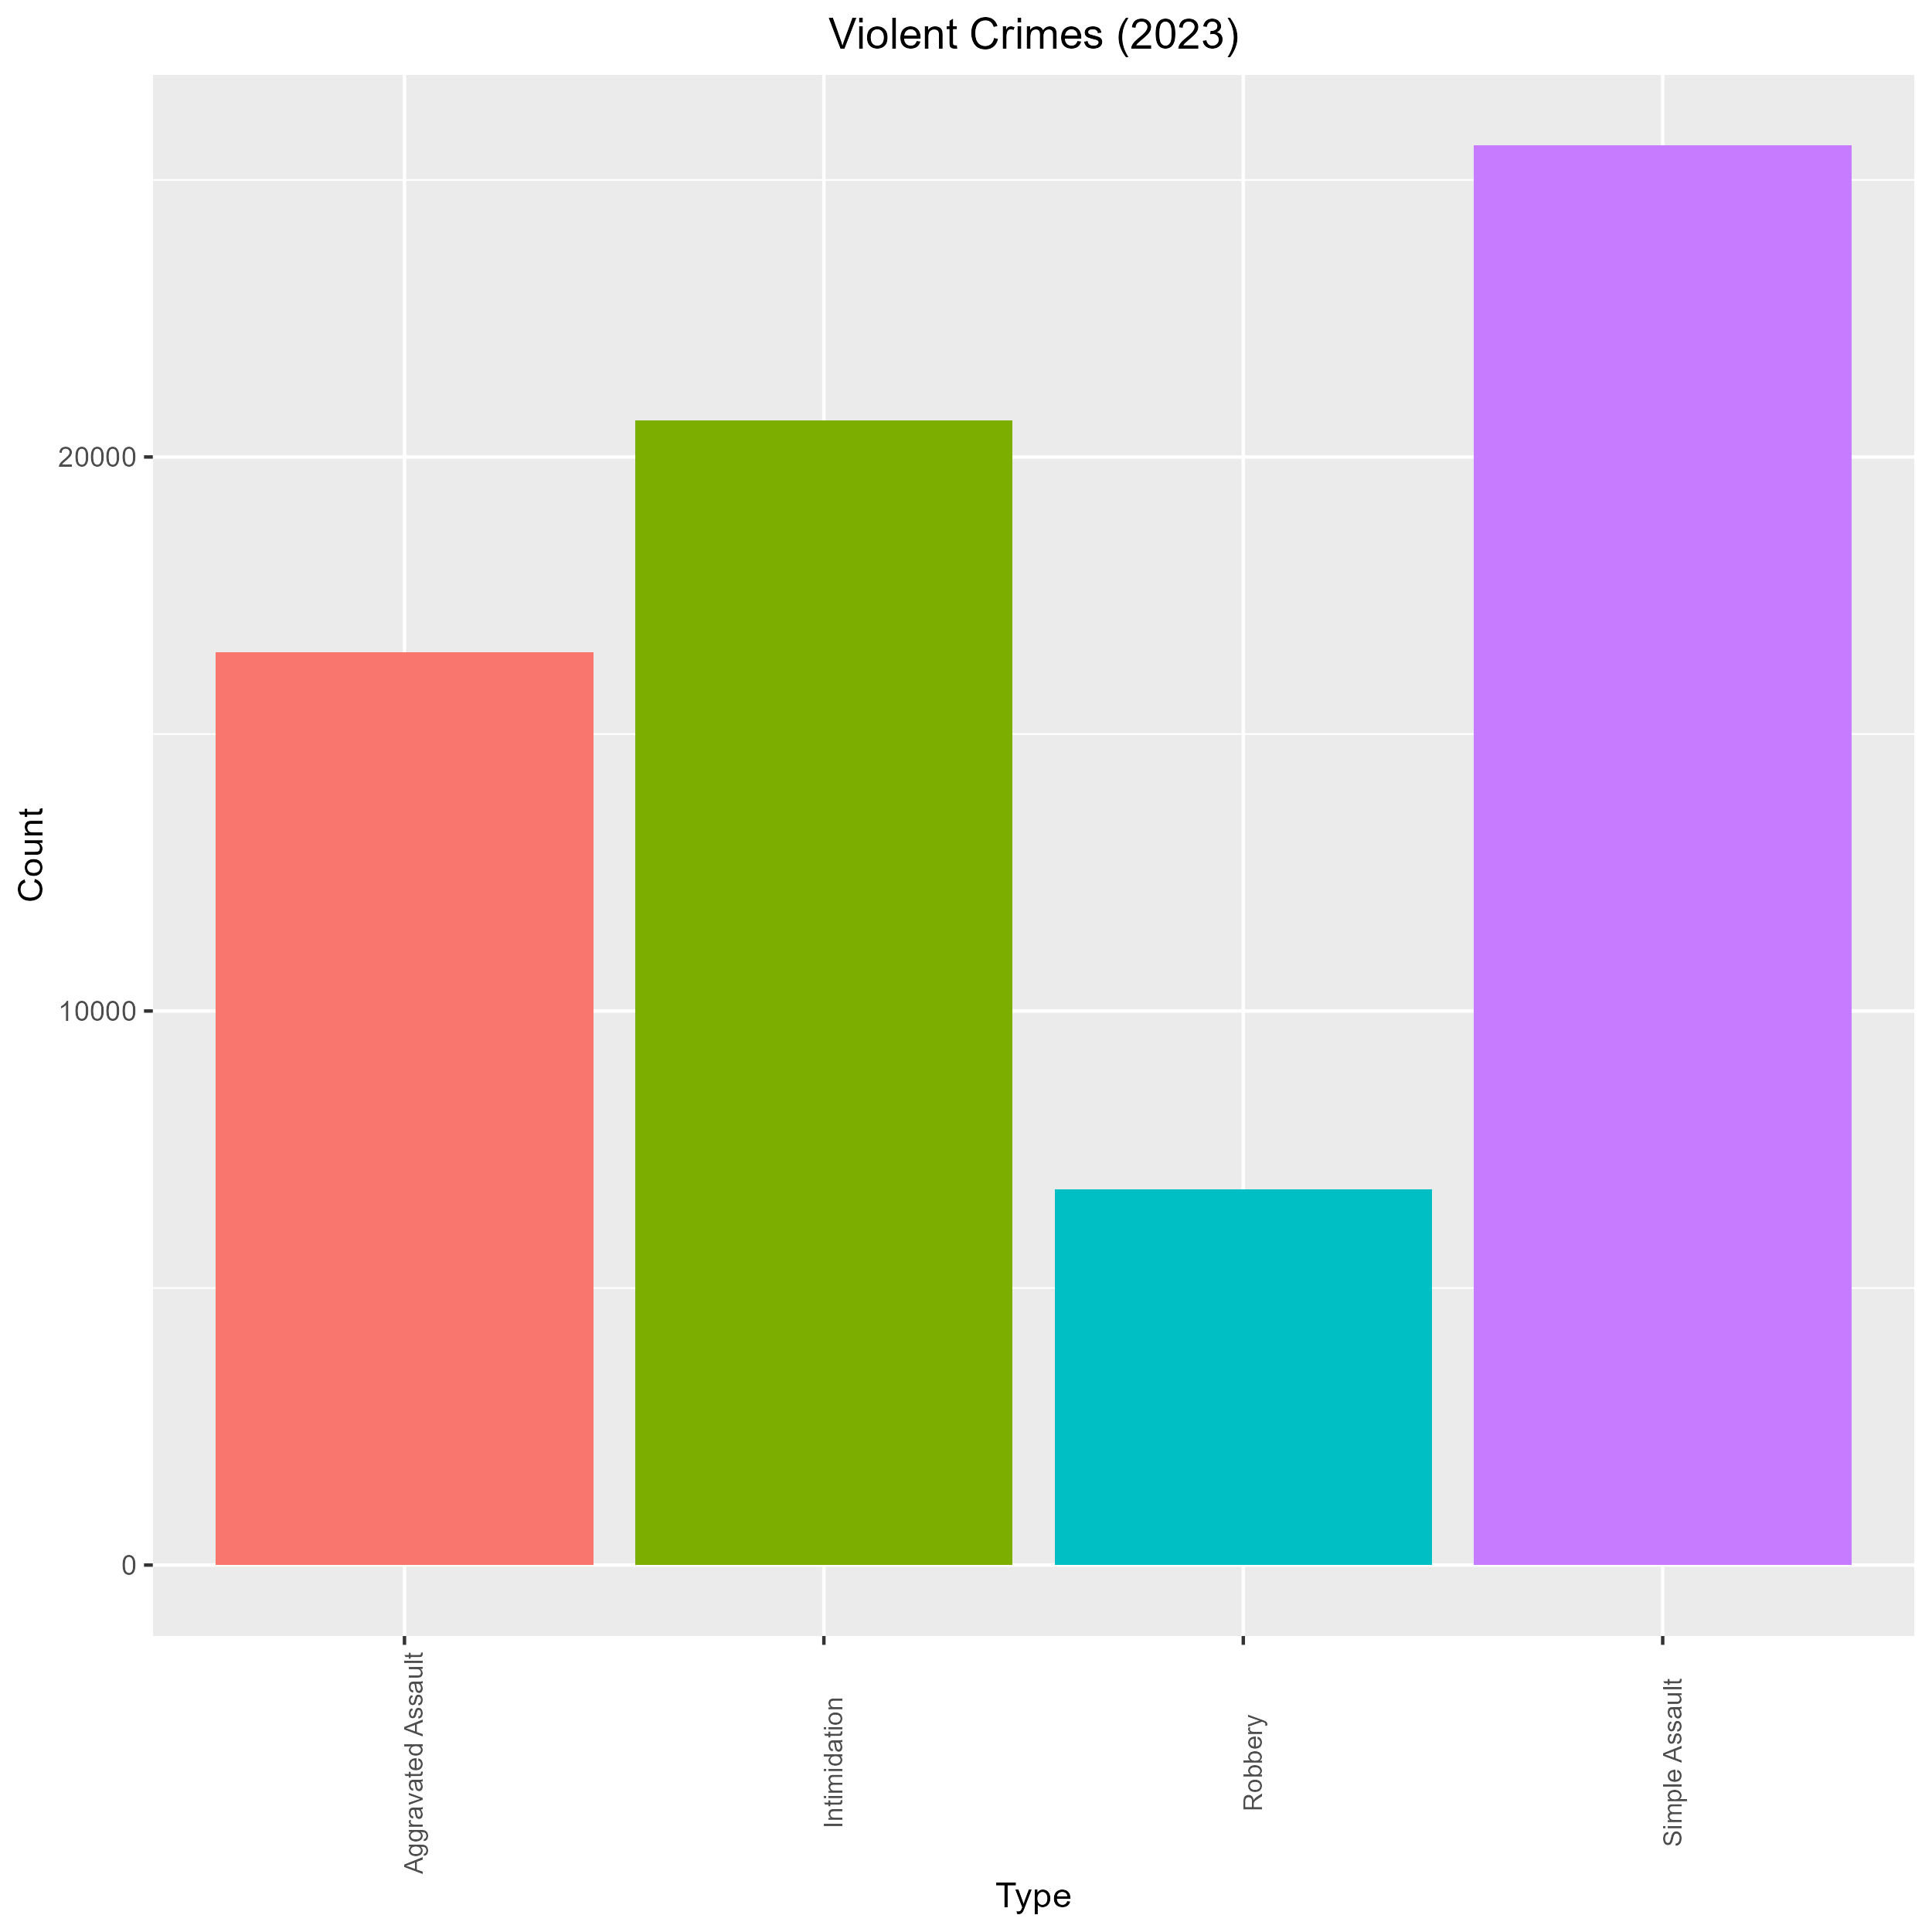 Violent Crimes (2023)
Count
20000
10000
0
Aggravated Assault
Intimidation
Robbery
Simple Assault
Type